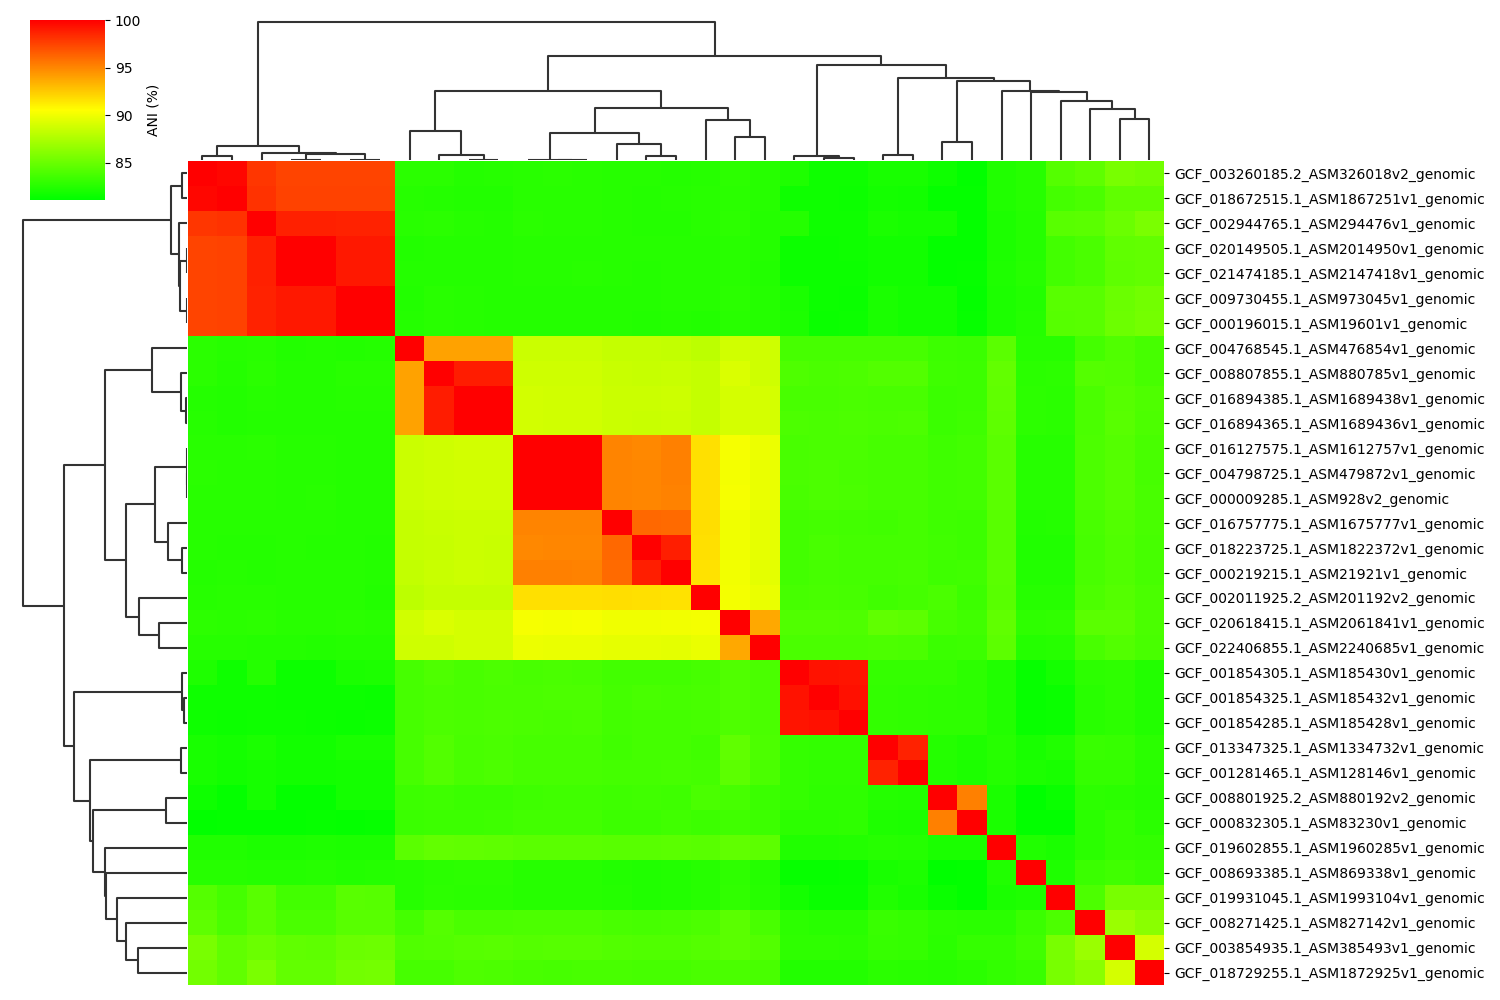 100
95
90
85
ANI (%)
GCF_003260185.2_ASM326018v2_genomic
GCF_018672515.1_ASM1867251v1_genomic
GCF_002944765.1_ASM294476v1_genomic
GCF_020149505.1_ASM2014950v1_genomic
GCF_021474185.1_ASM2147418v1_genomic
GCF_009730455.1_ASM973045v1_genomic
GCF_000196015.1_ASM19601v1_genomic
GCF_004768545.1_ASM476854v1_genomic
GCF_008807855.1_ASM880785v1_genomic
GCF_016894385.1_ASM1689438v1_genomic
GCF_016894365.1_ASM1689436v1_genomic
GCF_016127575.1_ASM1612757v1_genomic
GCF_004798725.1_ASM479872v1_genomic
GCF_000009285.1_ASM928v2_genomic
GCF_016757775.1_ASM1675777v1_genomic
GCF_018223725.1_ASM1822372v1_genomic
GCF_000219215.1_ASM21921v1_genomic
GCF_002011925.2_ASM201192v2_genomic
GCF_020618415.1_ASM2061841v1_genomic
GCF_022406855.1_ASM2240685v1_genomic
GCF_001854305.1_ASM185430v1_genomic
GCF_001854325.1_ASM185432v1_genomic
GCF_001854285.1_ASM185428v1_genomic
GCF_013347325.1_ASM1334732v1_genomic
GCF_001281465.1_ASM128146v1_genomic
GCF_008801925.2_ASM880192v2_genomic
GCF_000832305.1_ASM83230v1_genomic
GCF_019602855.1_ASM1960285v1_genomic
GCF_008693385.1_ASM869338v1_genomic
GCF_019931045.1_ASM1993104v1_genomic
GCF_008271425.1_ASM827142v1_genomic
GCF_003854935.1_ASM385493v1_genomic
GCF_018729255.1_ASM1872925v1_genomic